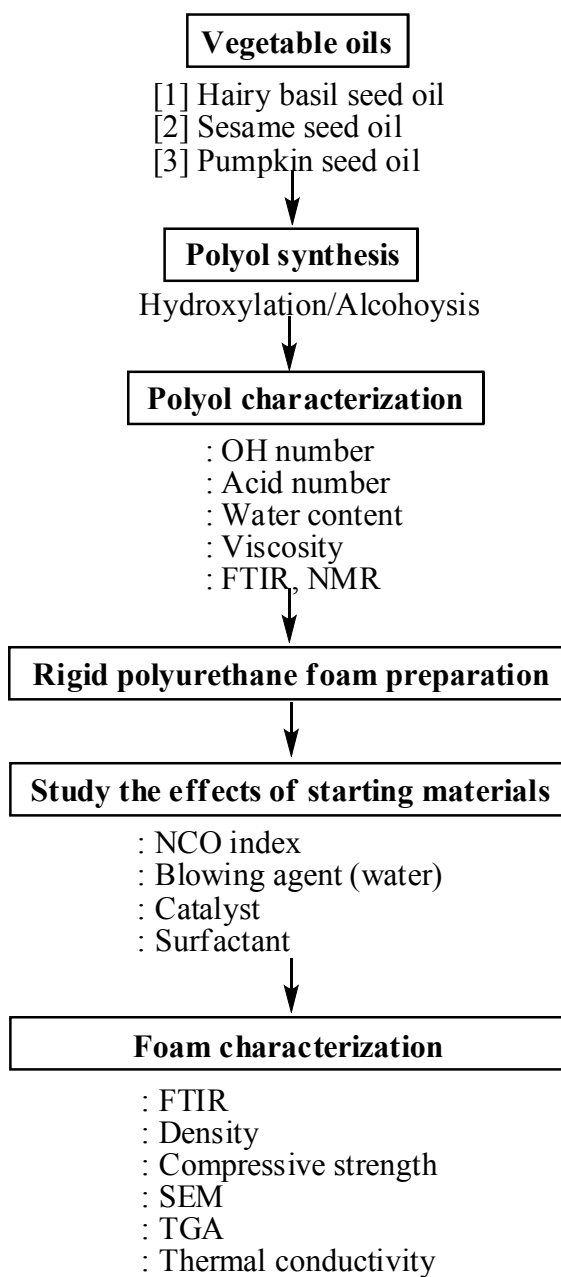 Vegetable oils
[1] Hairy basil seed oil
[2] Sesame seed oil
[3] Pumpkin seed oil
Polyol synthesis
Hydroxylation/Alcohoysis
Polyol characterization
: OH number
: Acid number
: Water content
: Viscosity
: FTIR, NMR
Rigid polyurethane foam preparation
Study the effects of starting materials
: NCO index
: Blowing agent (water)
: Catalyst
: Surfactant
Foam characterization
: FTIR
: Density
: Compressive strength
: SEM
: TGA
: Thermal conductivity